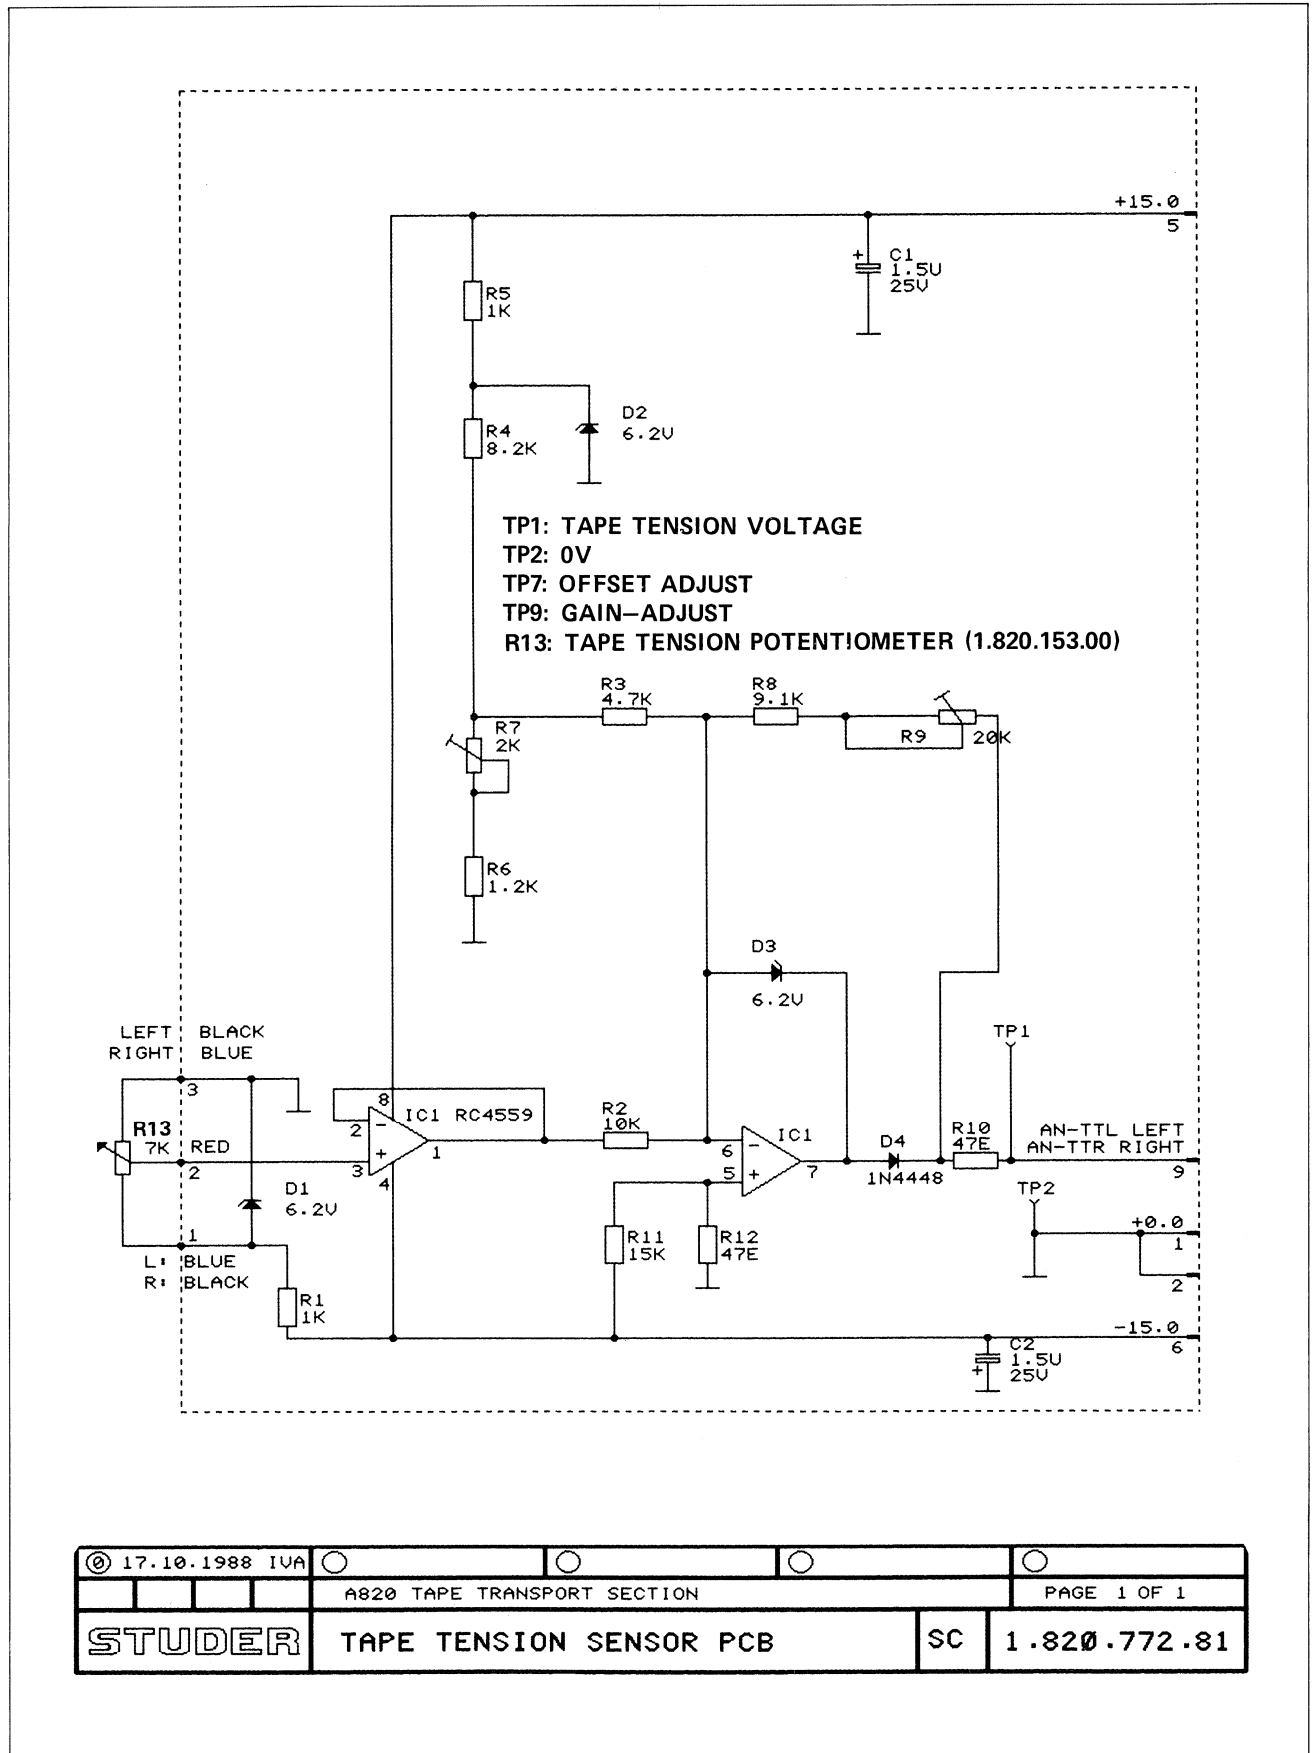 +15.0
5
+ C1
1.5U
25V
R5
1K
D2
6.2V
R4
8.2K
TP1: TAPE TENSION VOLTAGE
TP2: 0V
TP7: OFFSET ADJUST
TP9: GAIN–ADJUST
R13: TAPE TENSION POTENTIOMETER (1.820.153.00)
R3
4.7K
R8
9.1K
R7
2K
R9 20K
R6
1.2K
D3
6.2V
LEFT BLACK
RIGHT BLUE
TP1
3
8
IC1 RC4559
R13
7K
RED
2
2 −
3 +
1
4
R2
10K
6 −
5 +
IC1
7
D4
1N4448
R10
47E
AN-TTL LEFT
AN-TTR RIGHT
9
D1
6.2V
TP2
1
L: BLUE
R: BLACK
R11
15K
R12
47E
+0.0
1
2
R1
1K
-15.0
6
C2
1.5U
+ 25V
0 17.10.1988 IVA
A820 TAPE TRANSPORT SECTION PAGE 1 OF 1
STUDER TAPE TENSION SENSOR PCB SC 1.820.772.81